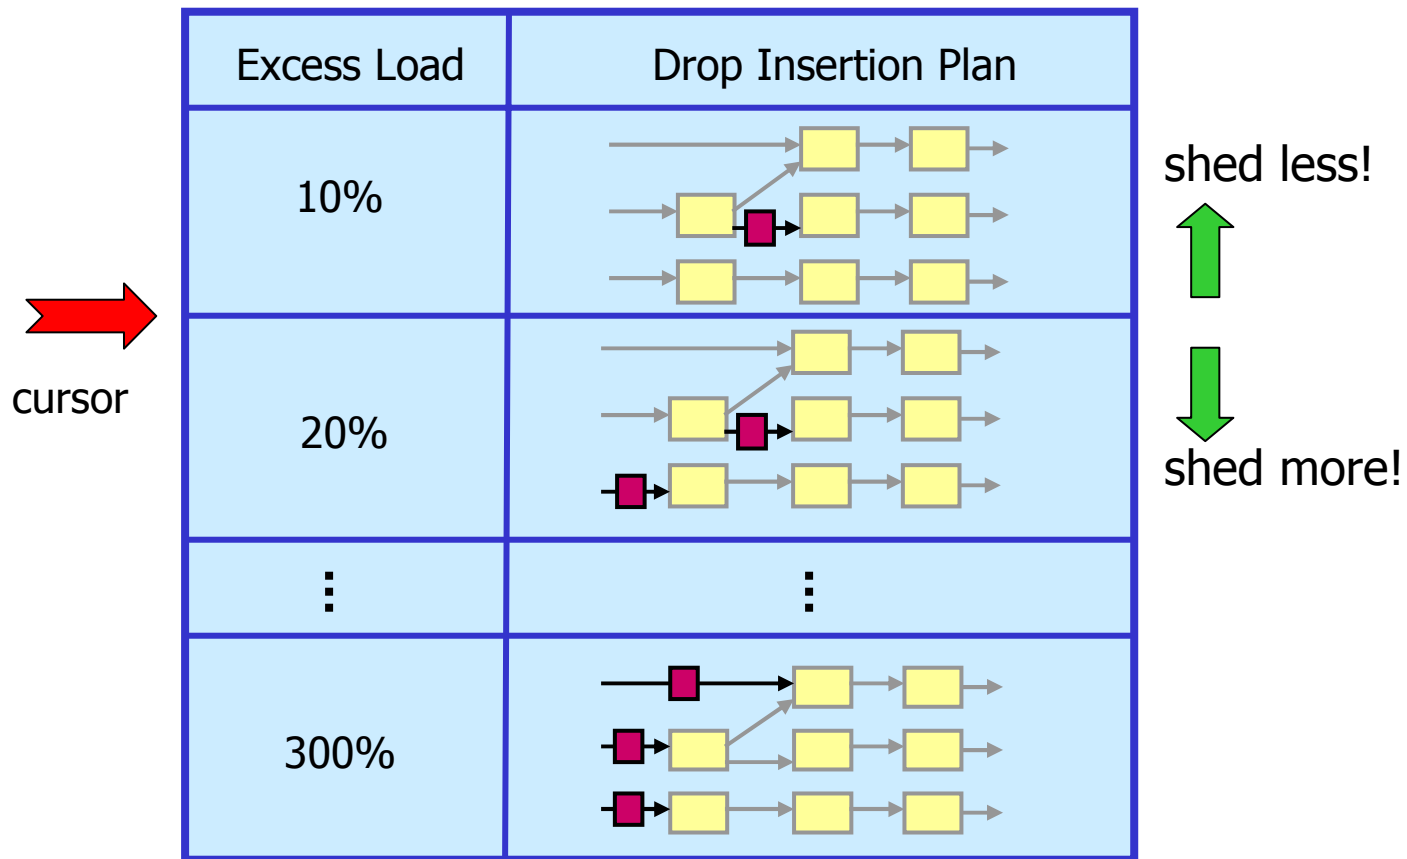 Excess Load
Drop Insertion Plan
10%
shed less!
cursor
20%
shed more!
⋮
⋮
300%